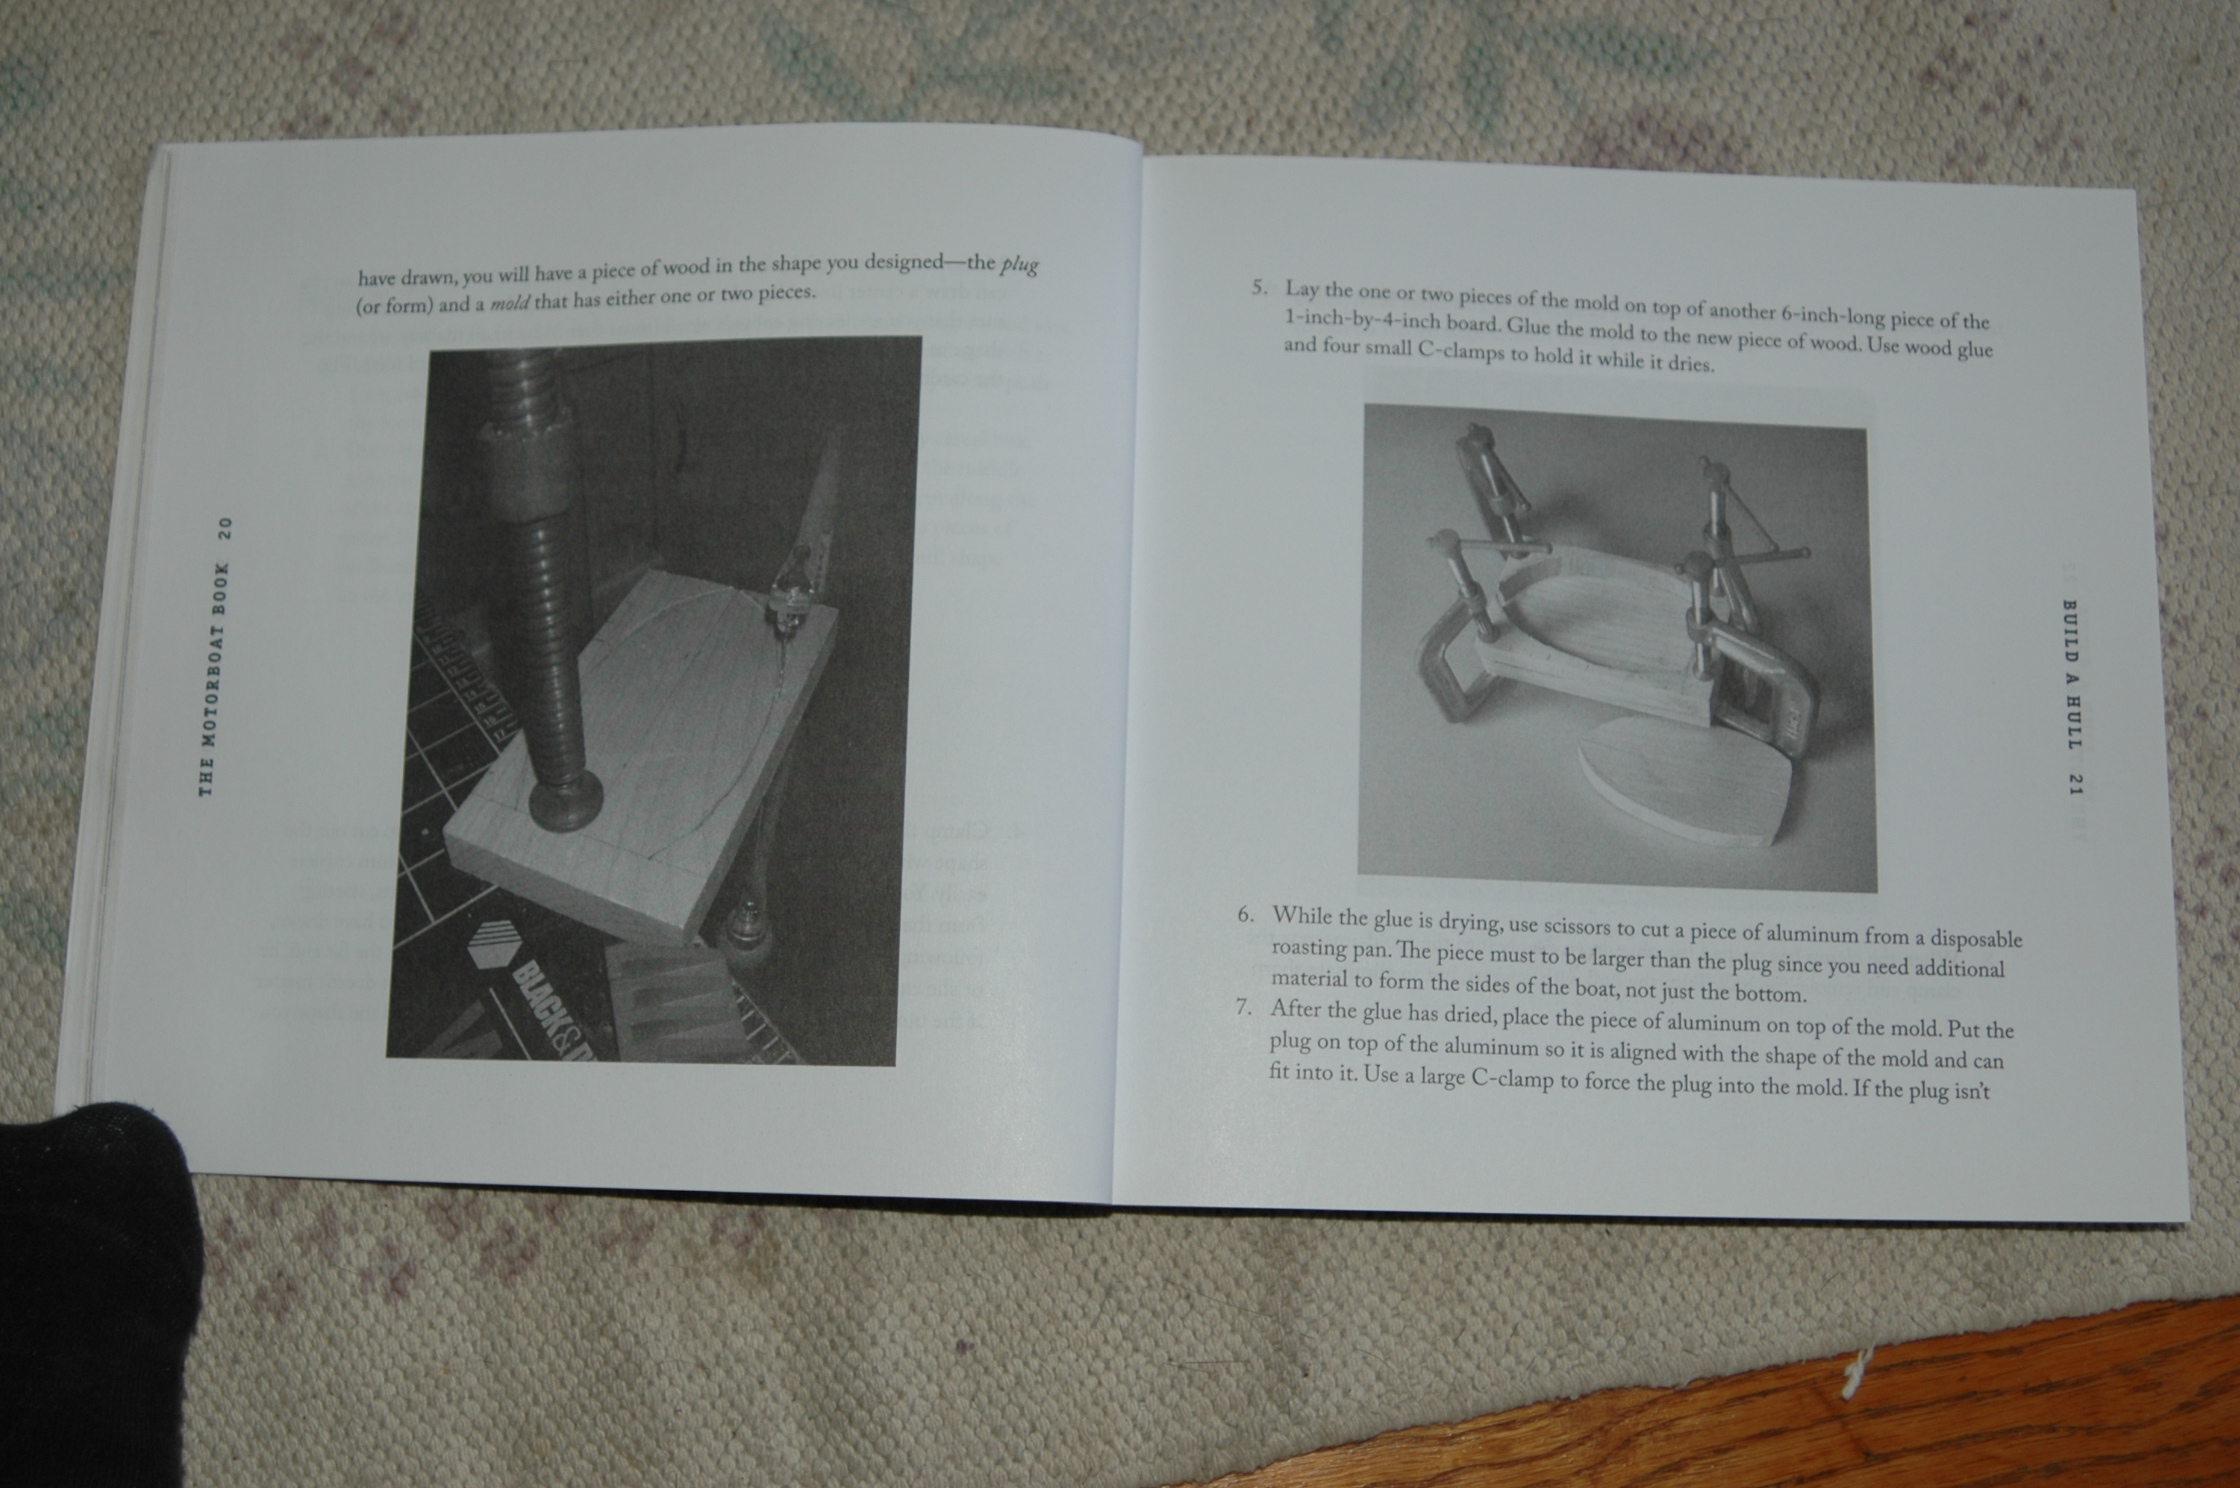 have drawn, you will have a piece of wood in the shape you designed—the plug
(or form) and a mold that has either one or two pieces.
BLACK&D
THE MOTORBOAT BOOK 20
BUILD A HULL 21
5. Lay the one or two pieces of the mold on top of another 6-inch-long piece of the
1-inch-by-4-inch board. Glue the mold to the new piece of wood. Use wood glue
and four small C-clamps to hold it while it dries.
6. While the glue is drying, use scissors to cut a piece of aluminum from a disposable
roasting pan. The piece must to be larger than the plug since you need additional
material to form the sides of the boat, not just the bottom.
7. After the glue has dried, place the piece of aluminum on top of the mold. Put the
plug on top of the aluminum so it is aligned with the shape of the mold and can
fit into it. Use a large C-clamp to force the plug into the mold. If the plug isn't